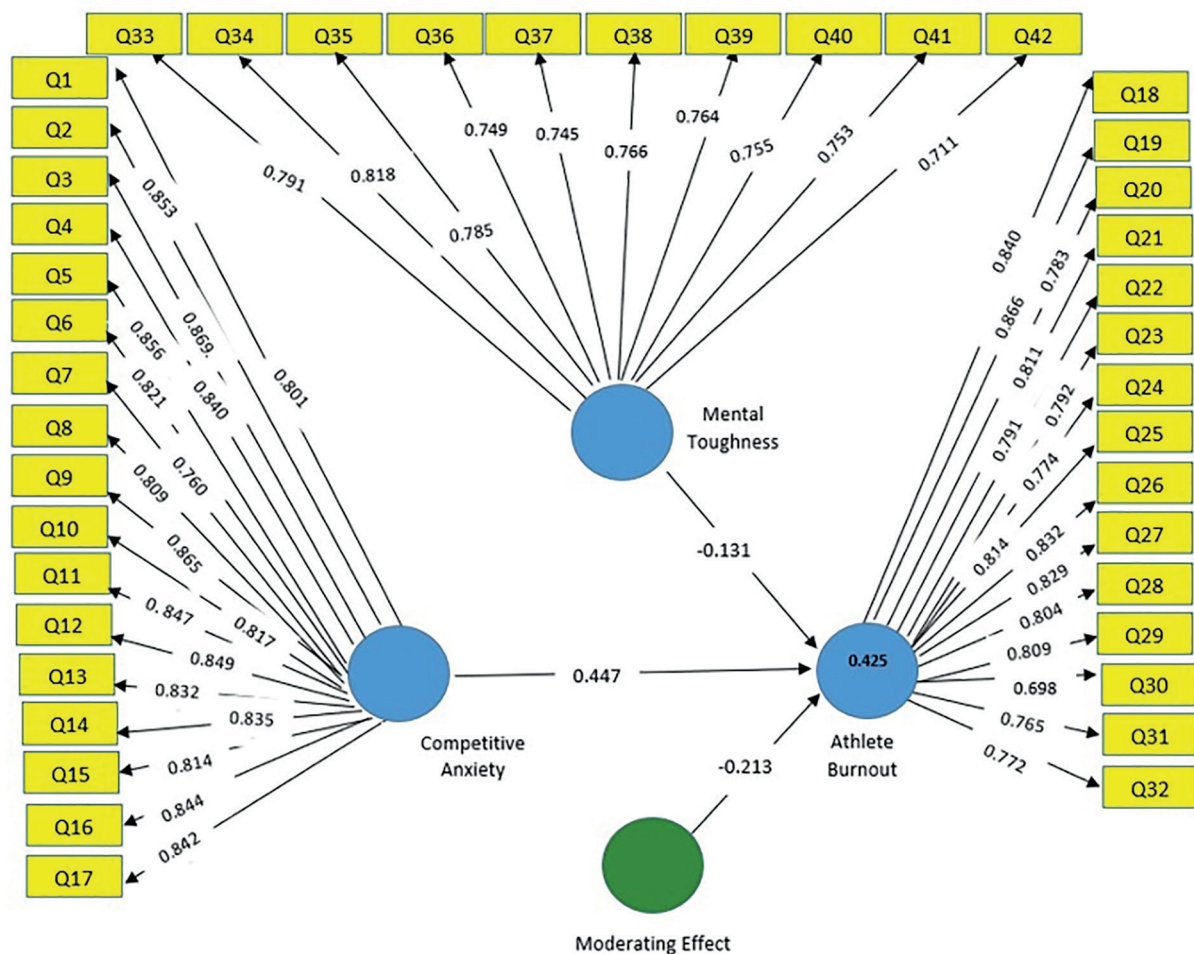 Q33 Q34 Q35 Q36 Q37 Q38 Q39 Q40 Q41 Q42
Q1
Q2
Q3
Q4
Q5
Q6
Q7
Q8
Q9
Q10
Q11
Q12
Q13
Q14
Q15
Q16
Q17
0.853
0.869
0.801
0.856
0.840
0.821
0.760
0.809
0.865
0.817
0.847
0.849
0.832
0.835
0.814
0.844
0.842
0.791
0.818
0.785
0.749
0.745
0.766
0.764
0.755
0.753
0.711
Mental
Toughness
-0.131
0.447
Competitive
Anxiety
0.425
Athlete
Burnout
-0.213
Moderating Effect
0.840
0.866
0.783
0.811
0.791
0.792
0.774
0.814
0.832
0.829
0.804
0.809
0.698
0.765
0.772
Q18
Q19
Q20
Q21
Q22
Q23
Q24
Q25
Q26
Q27
Q28
Q29
Q30
Q31
Q32